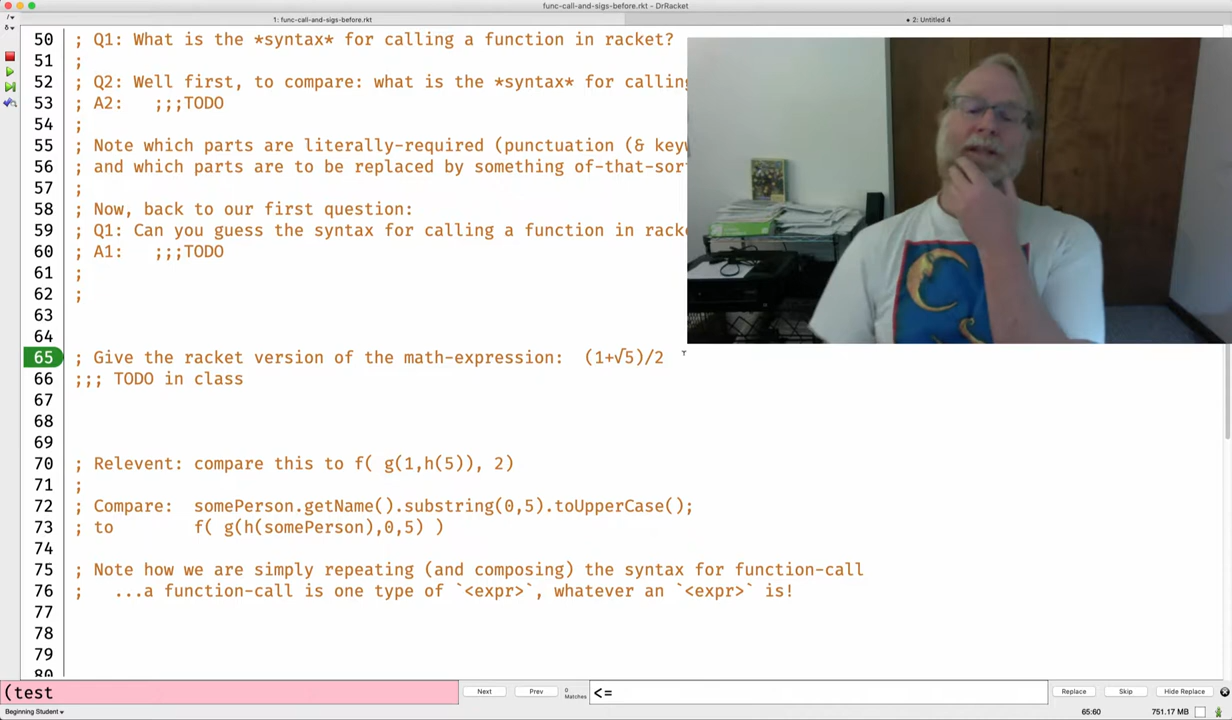 func-call-and-sigs-before.rkt - DrRacket
1: func-call-and-sigs-before.rkt
2: Untitled 4
50 ; Q1: What is the *syntax* for calling a function in racket?
51 ;
52 ; Q2: Well first, to compare: what is the *syntax* for calling
53 ; A2: ;;;TODO
54 ;
55 ; Note which parts are literally-required (punctuation (&
56 ; and which parts are to be replaced by something
57 ;
58 ; Now, back to our first question:
59 ; Q1: Can you guess the syntax for calling a function in
60 ; A1: ;;;TODO
61 ;
62 ;
63
64
65 ; Give the racket version of the math-expression: (1+√5)/2
66 ;;; TODO in class
67
68
69
70 ; Relevent: compare this to f( g(1,h(5)), 2)
71 ;
72 ; Compare: somePerson.getName().substring(0,5).toUpperCase();
73 ; to f( g(h(somePerson),0,5) )
74
75 ; Note how we are simply repeating (and composing) the syntax for function-call
76 ; ...a function-call is one type of `<expr>`, whatever an `<expr>` is!
77
78
79
80
(test Next Prev 0 Matches <= Replace Skip Hide Replace
Beginning Student 65:60 751.17 MB